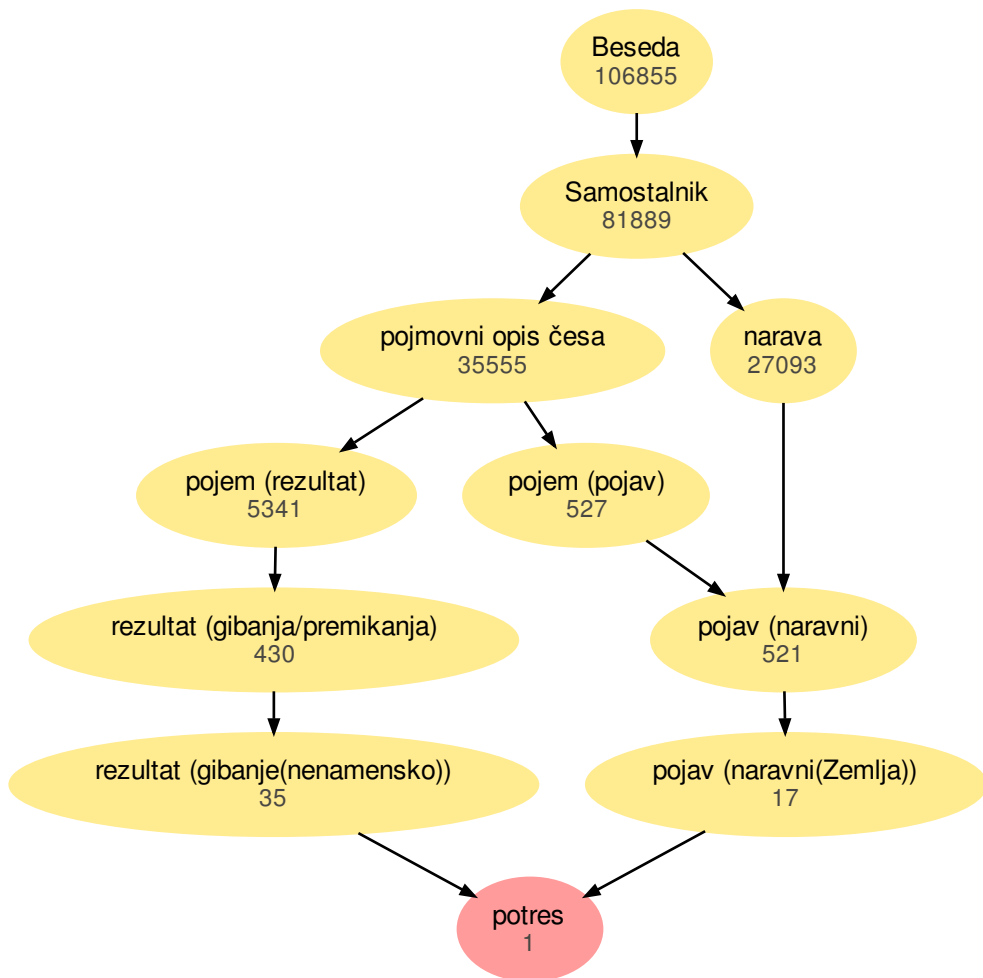 Beseda
106855
Samostalnik
81889
pojmovni opis česa
35555
narava
27093
pojem (rezultat)
5341
pojem (pojav)
527
rezultat (gibanja/premikanja)
430
pojav (naravni)
521
rezultat (gibanje(nenamensko))
35
pojav (naravni(Zemlja))
17
potres
1